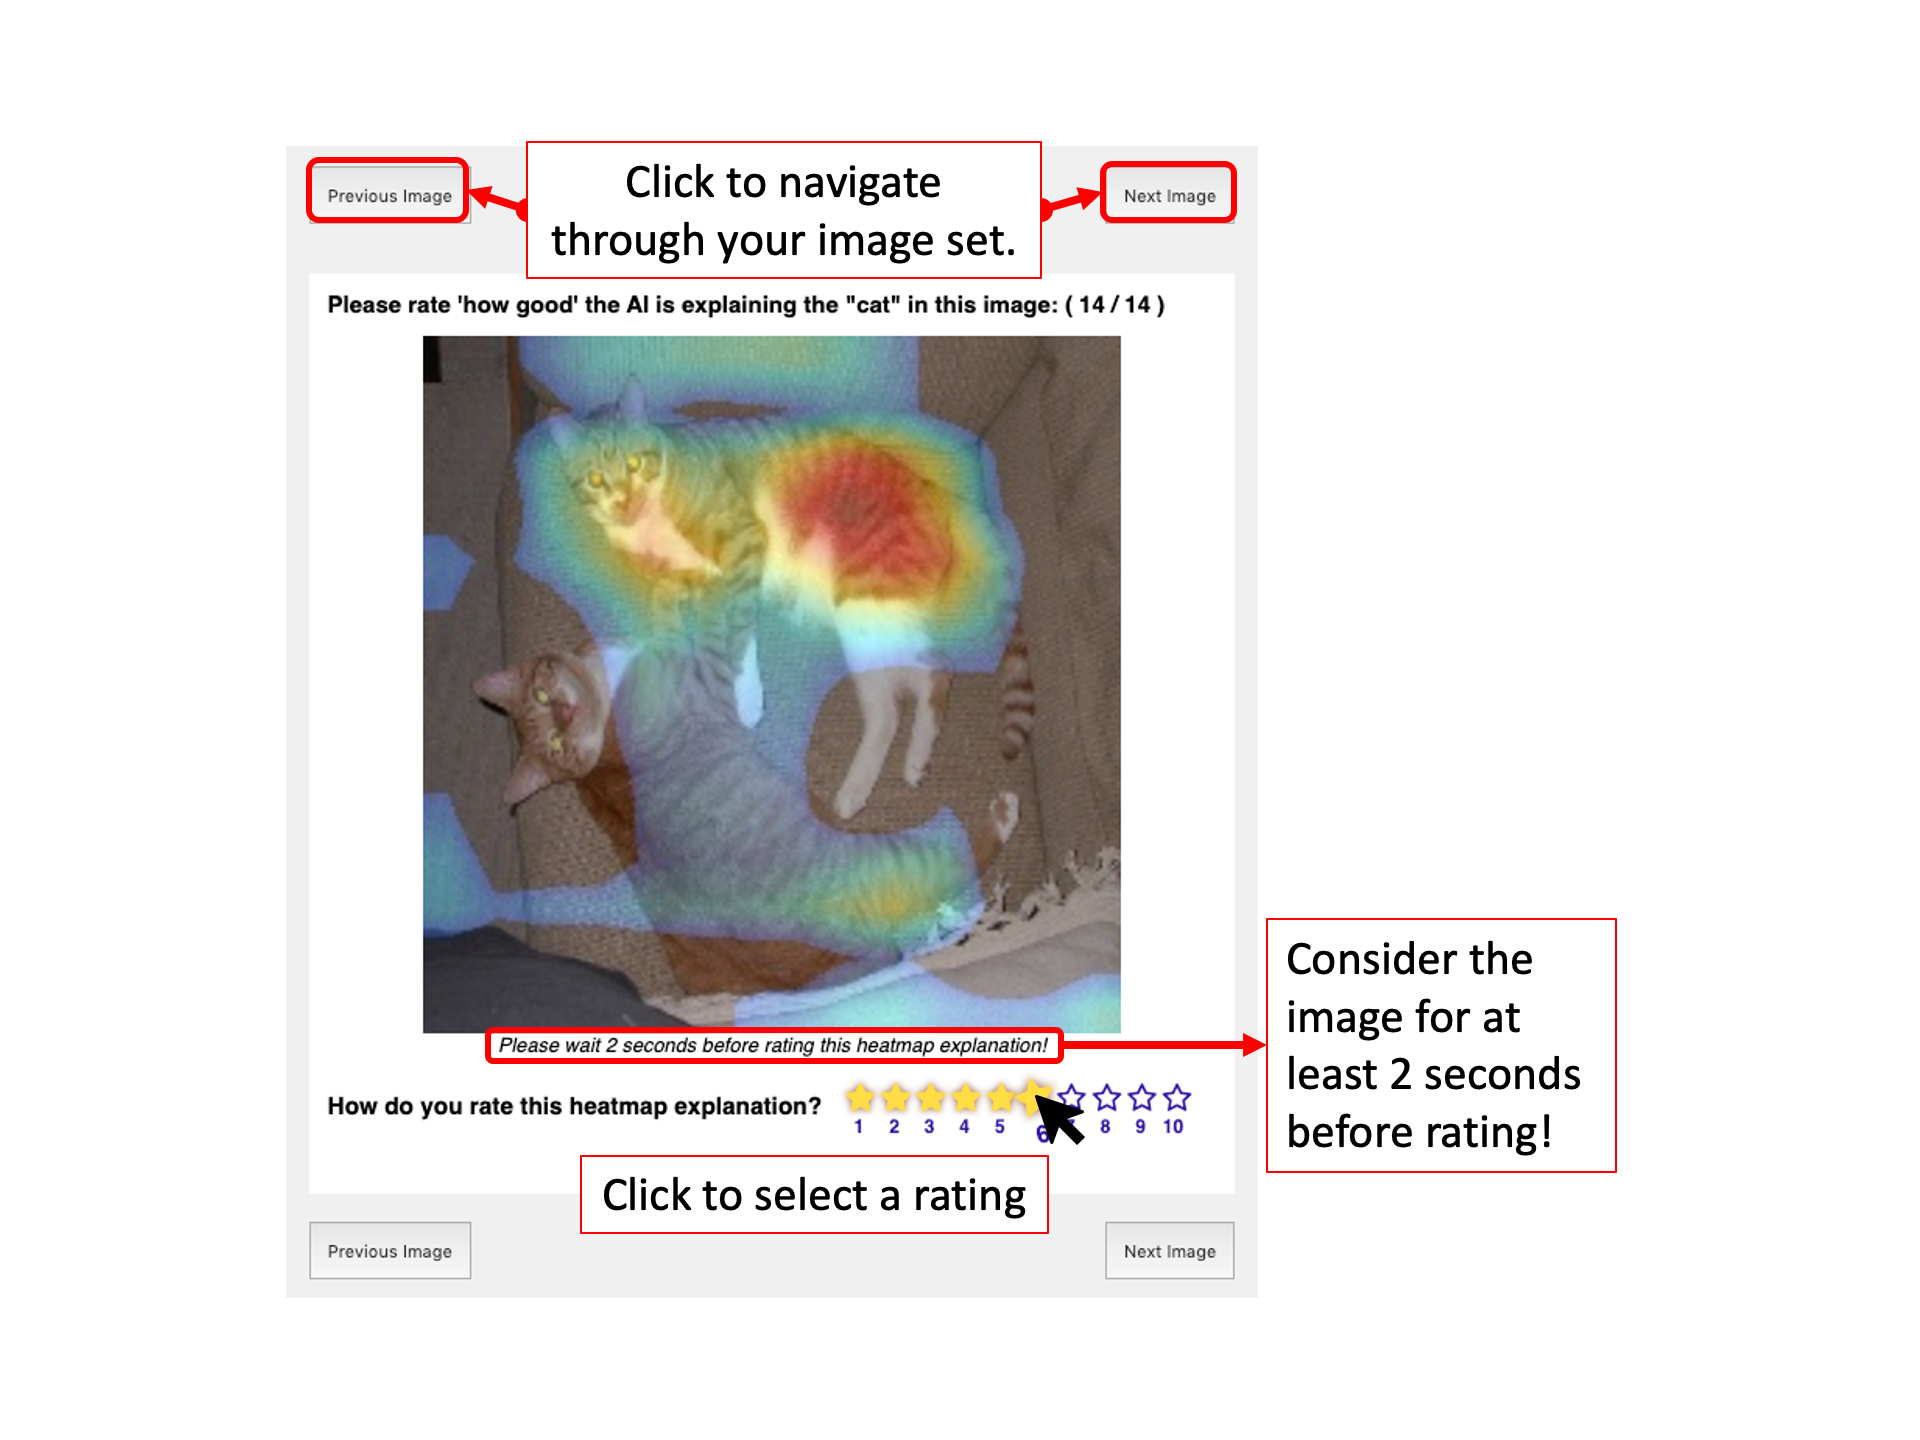 Previous Image
Click to navigate
through your image set.
Next Image
Please rate 'how good' the AI is explaining the "cat" in this image: ( 14 / 14 )
Please wait 2 seconds before rating this heatmap explanation!
Consider the
image for at
least 2 seconds
before rating!
How do you rate this heatmap explanation?
1 2 3 4 5 6 7 8 9 10
Click to select a rating
Previous Image
Next Image